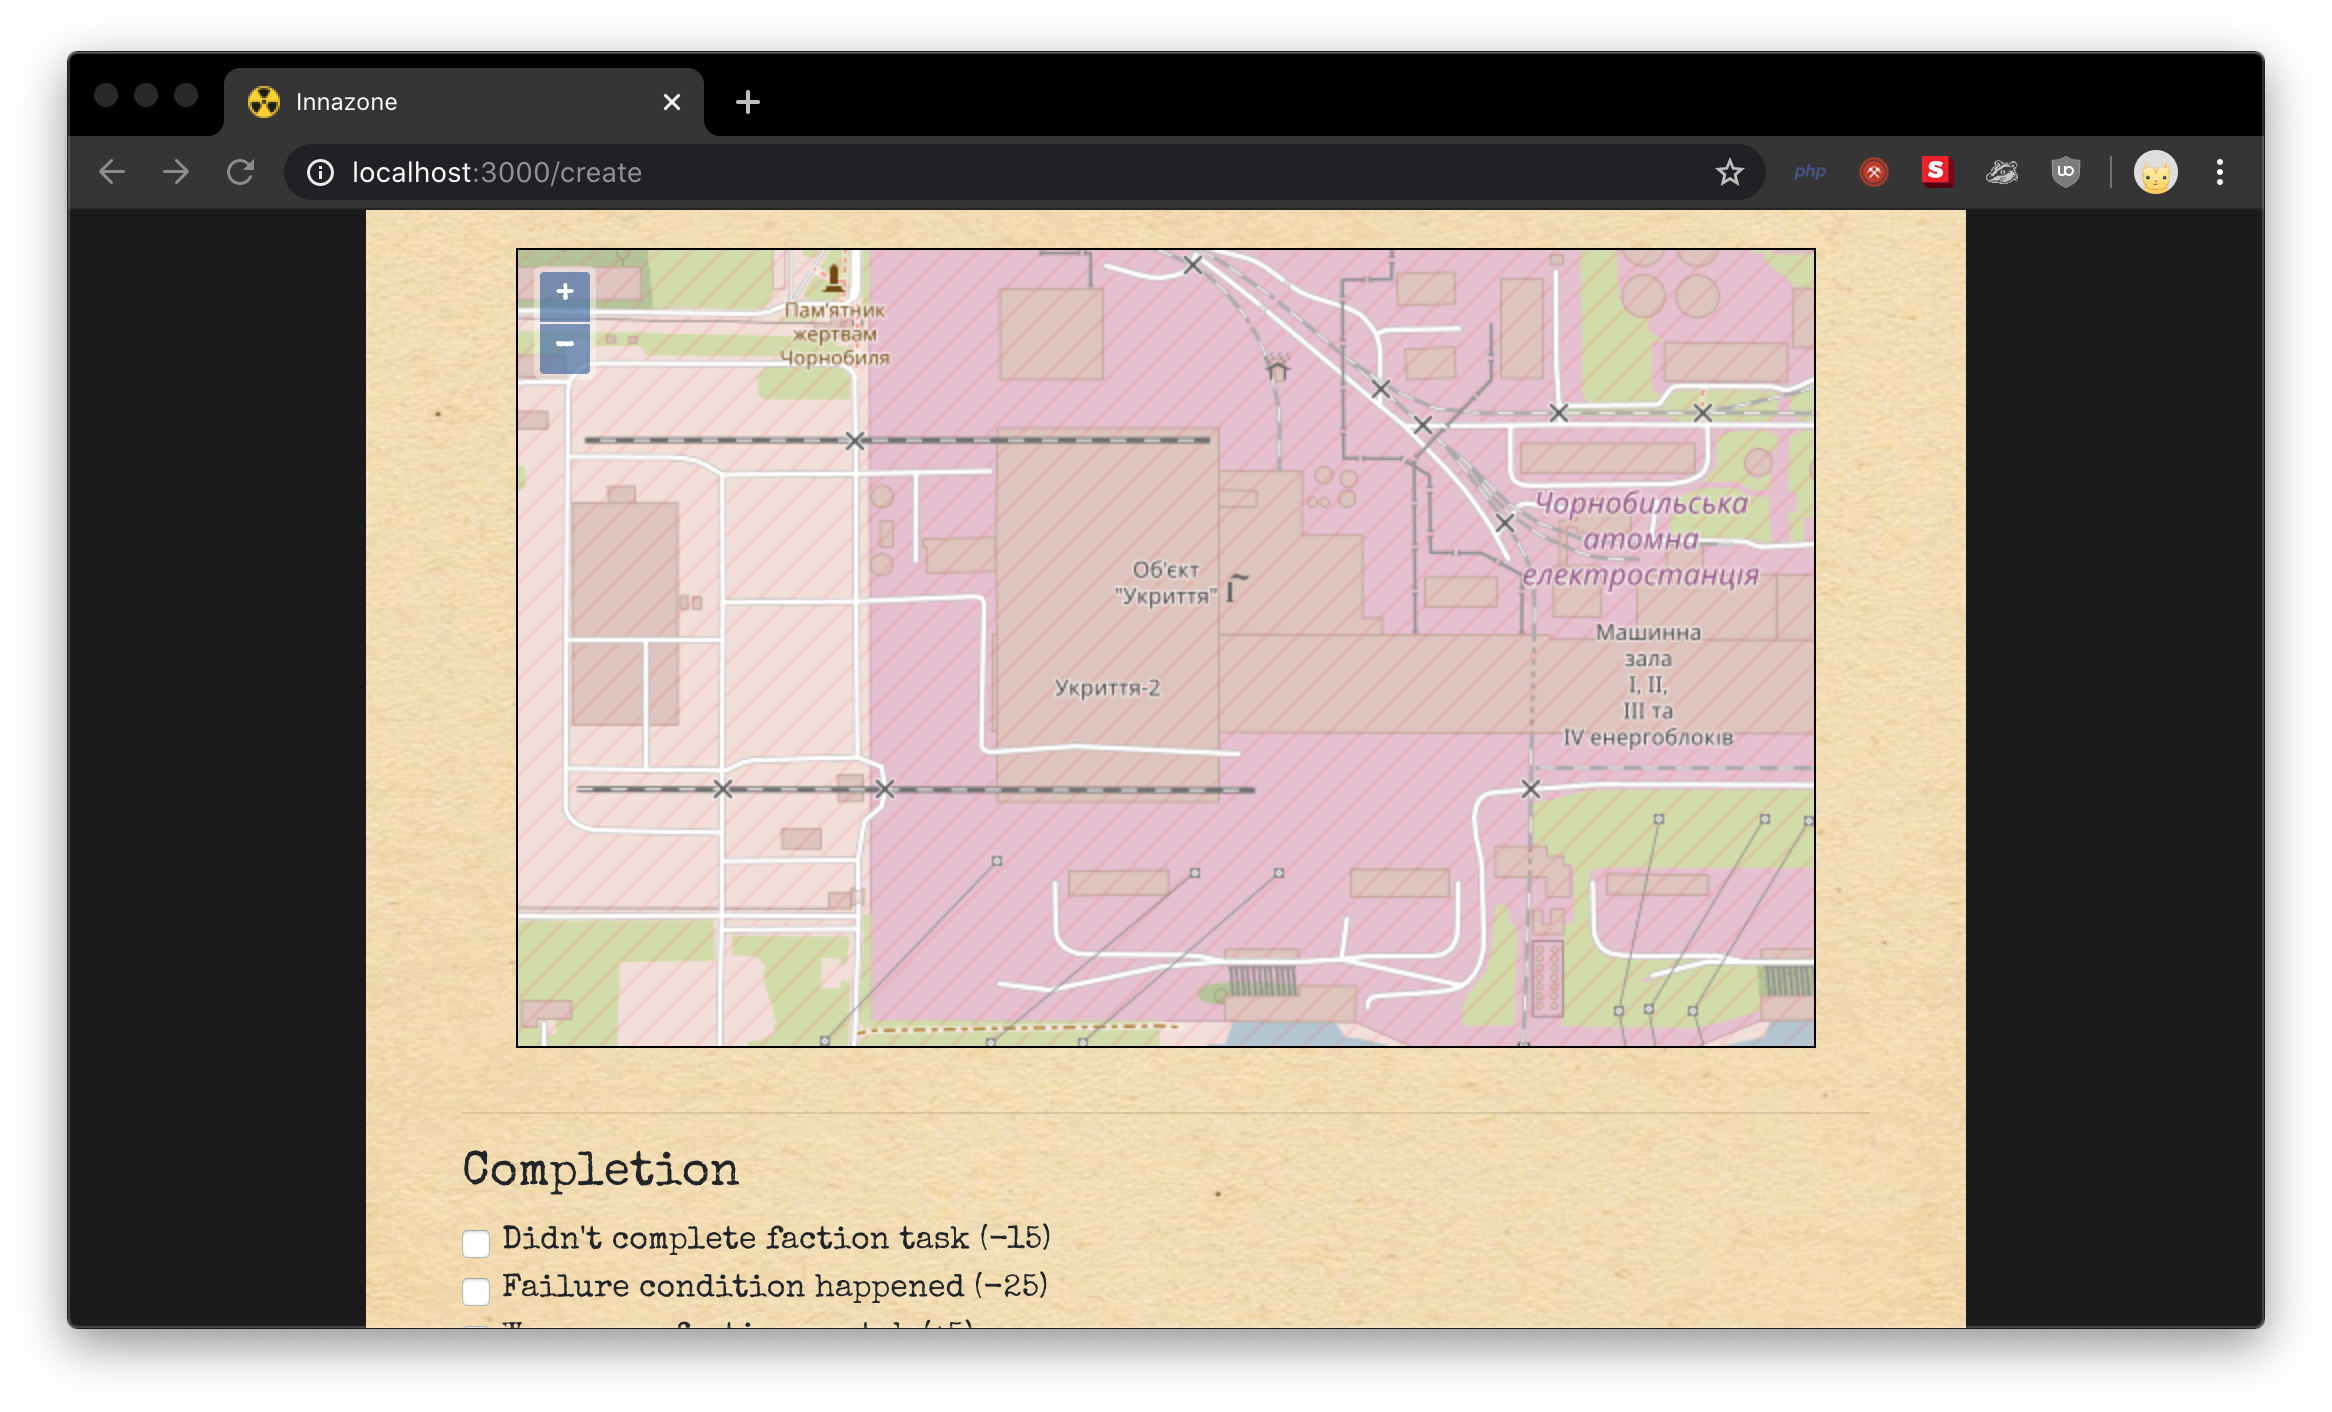 Innazone
localhost:3000/create
php
S
UO
+
−
Пам'ятник
жертвам
Чорнобиля
Чорнобильська
атомна
електростанція
Об'єкт
"Укриття"
Укриття-2
Машинна
зала
I, II,
III та
IV енергоблоків
Completion
Didn't complete faction task (-15)
Failure condition happened (-25)